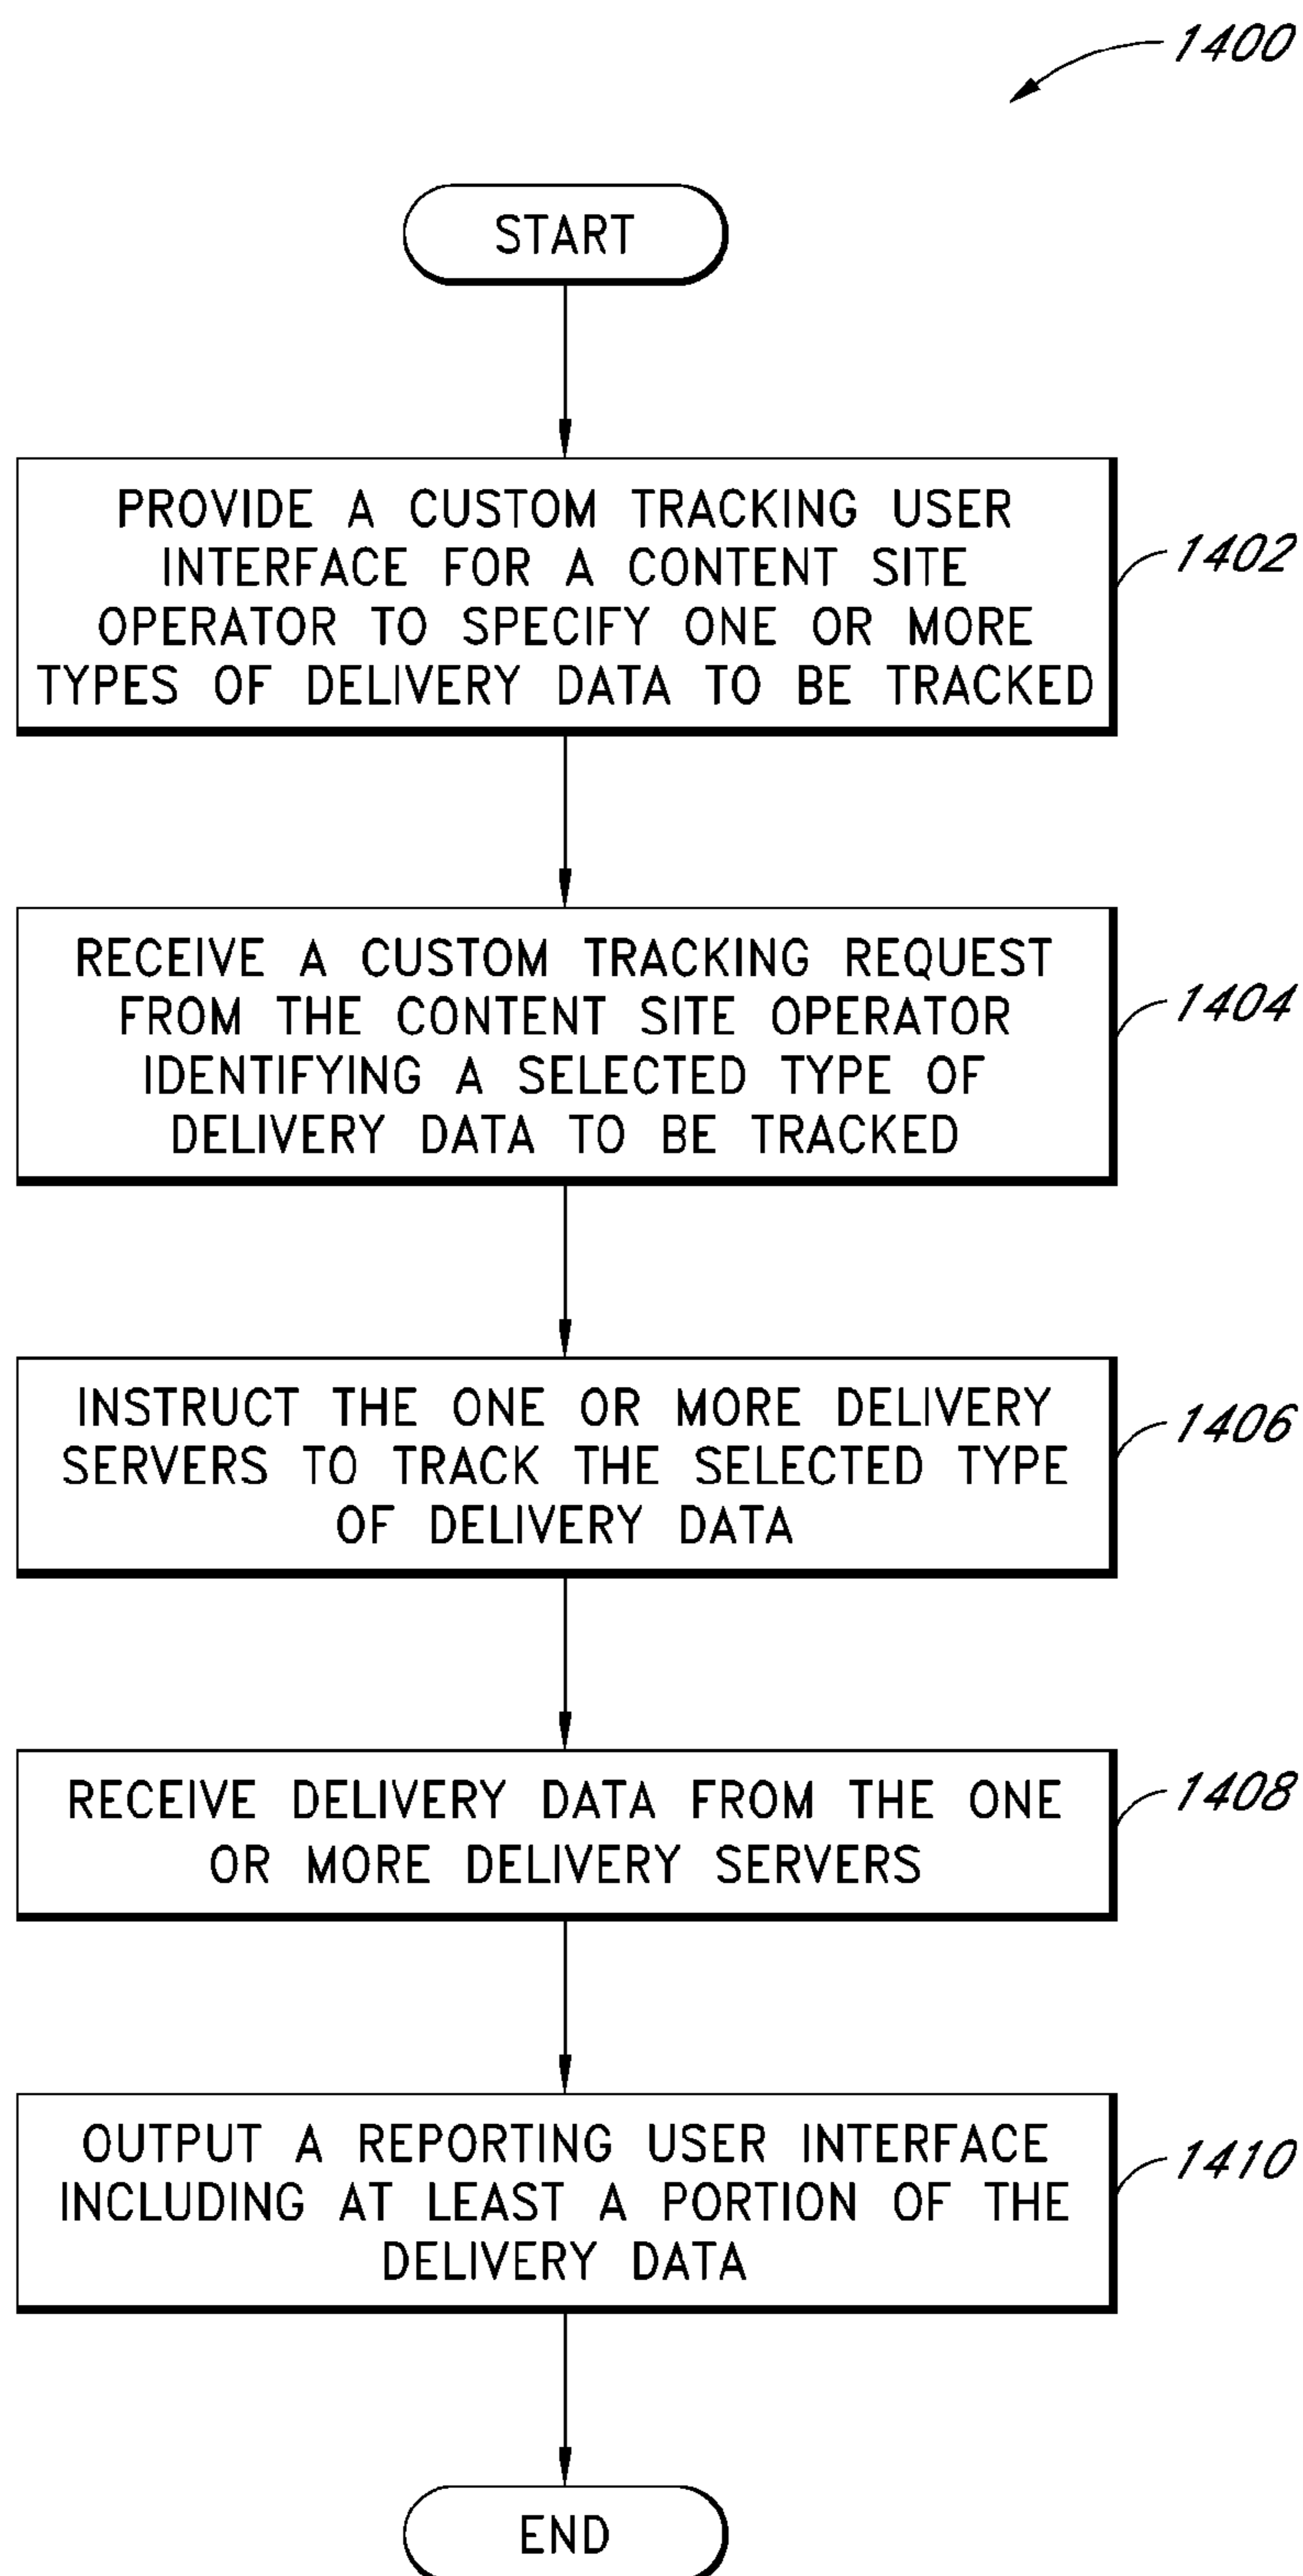 1400
START
PROVIDE A CUSTOM TRACKING USER
INTERFACE FOR A CONTENT SITE
OPERATOR TO SPECIFY ONE OR MORE
TYPES OF DELIVERY DATA TO BE TRACKED
1402
RECEIVE A CUSTOM TRACKING REQUEST
FROM THE CONTENT SITE OPERATOR
IDENTIFYING A SELECTED TYPE OF
DELIVERY DATA TO BE TRACKED
1404
INSTRUCT THE ONE OR MORE DELIVERY
SERVERS TO TRACK THE SELECTED TYPE
OF DELIVERY DATA
1406
RECEIVE DELIVERY DATA FROM THE ONE
OR MORE DELIVERY SERVERS
1408
OUTPUT A REPORTING USER INTERFACE
INCLUDING AT LEAST A PORTION OF THE
DELIVERY DATA
1410
END